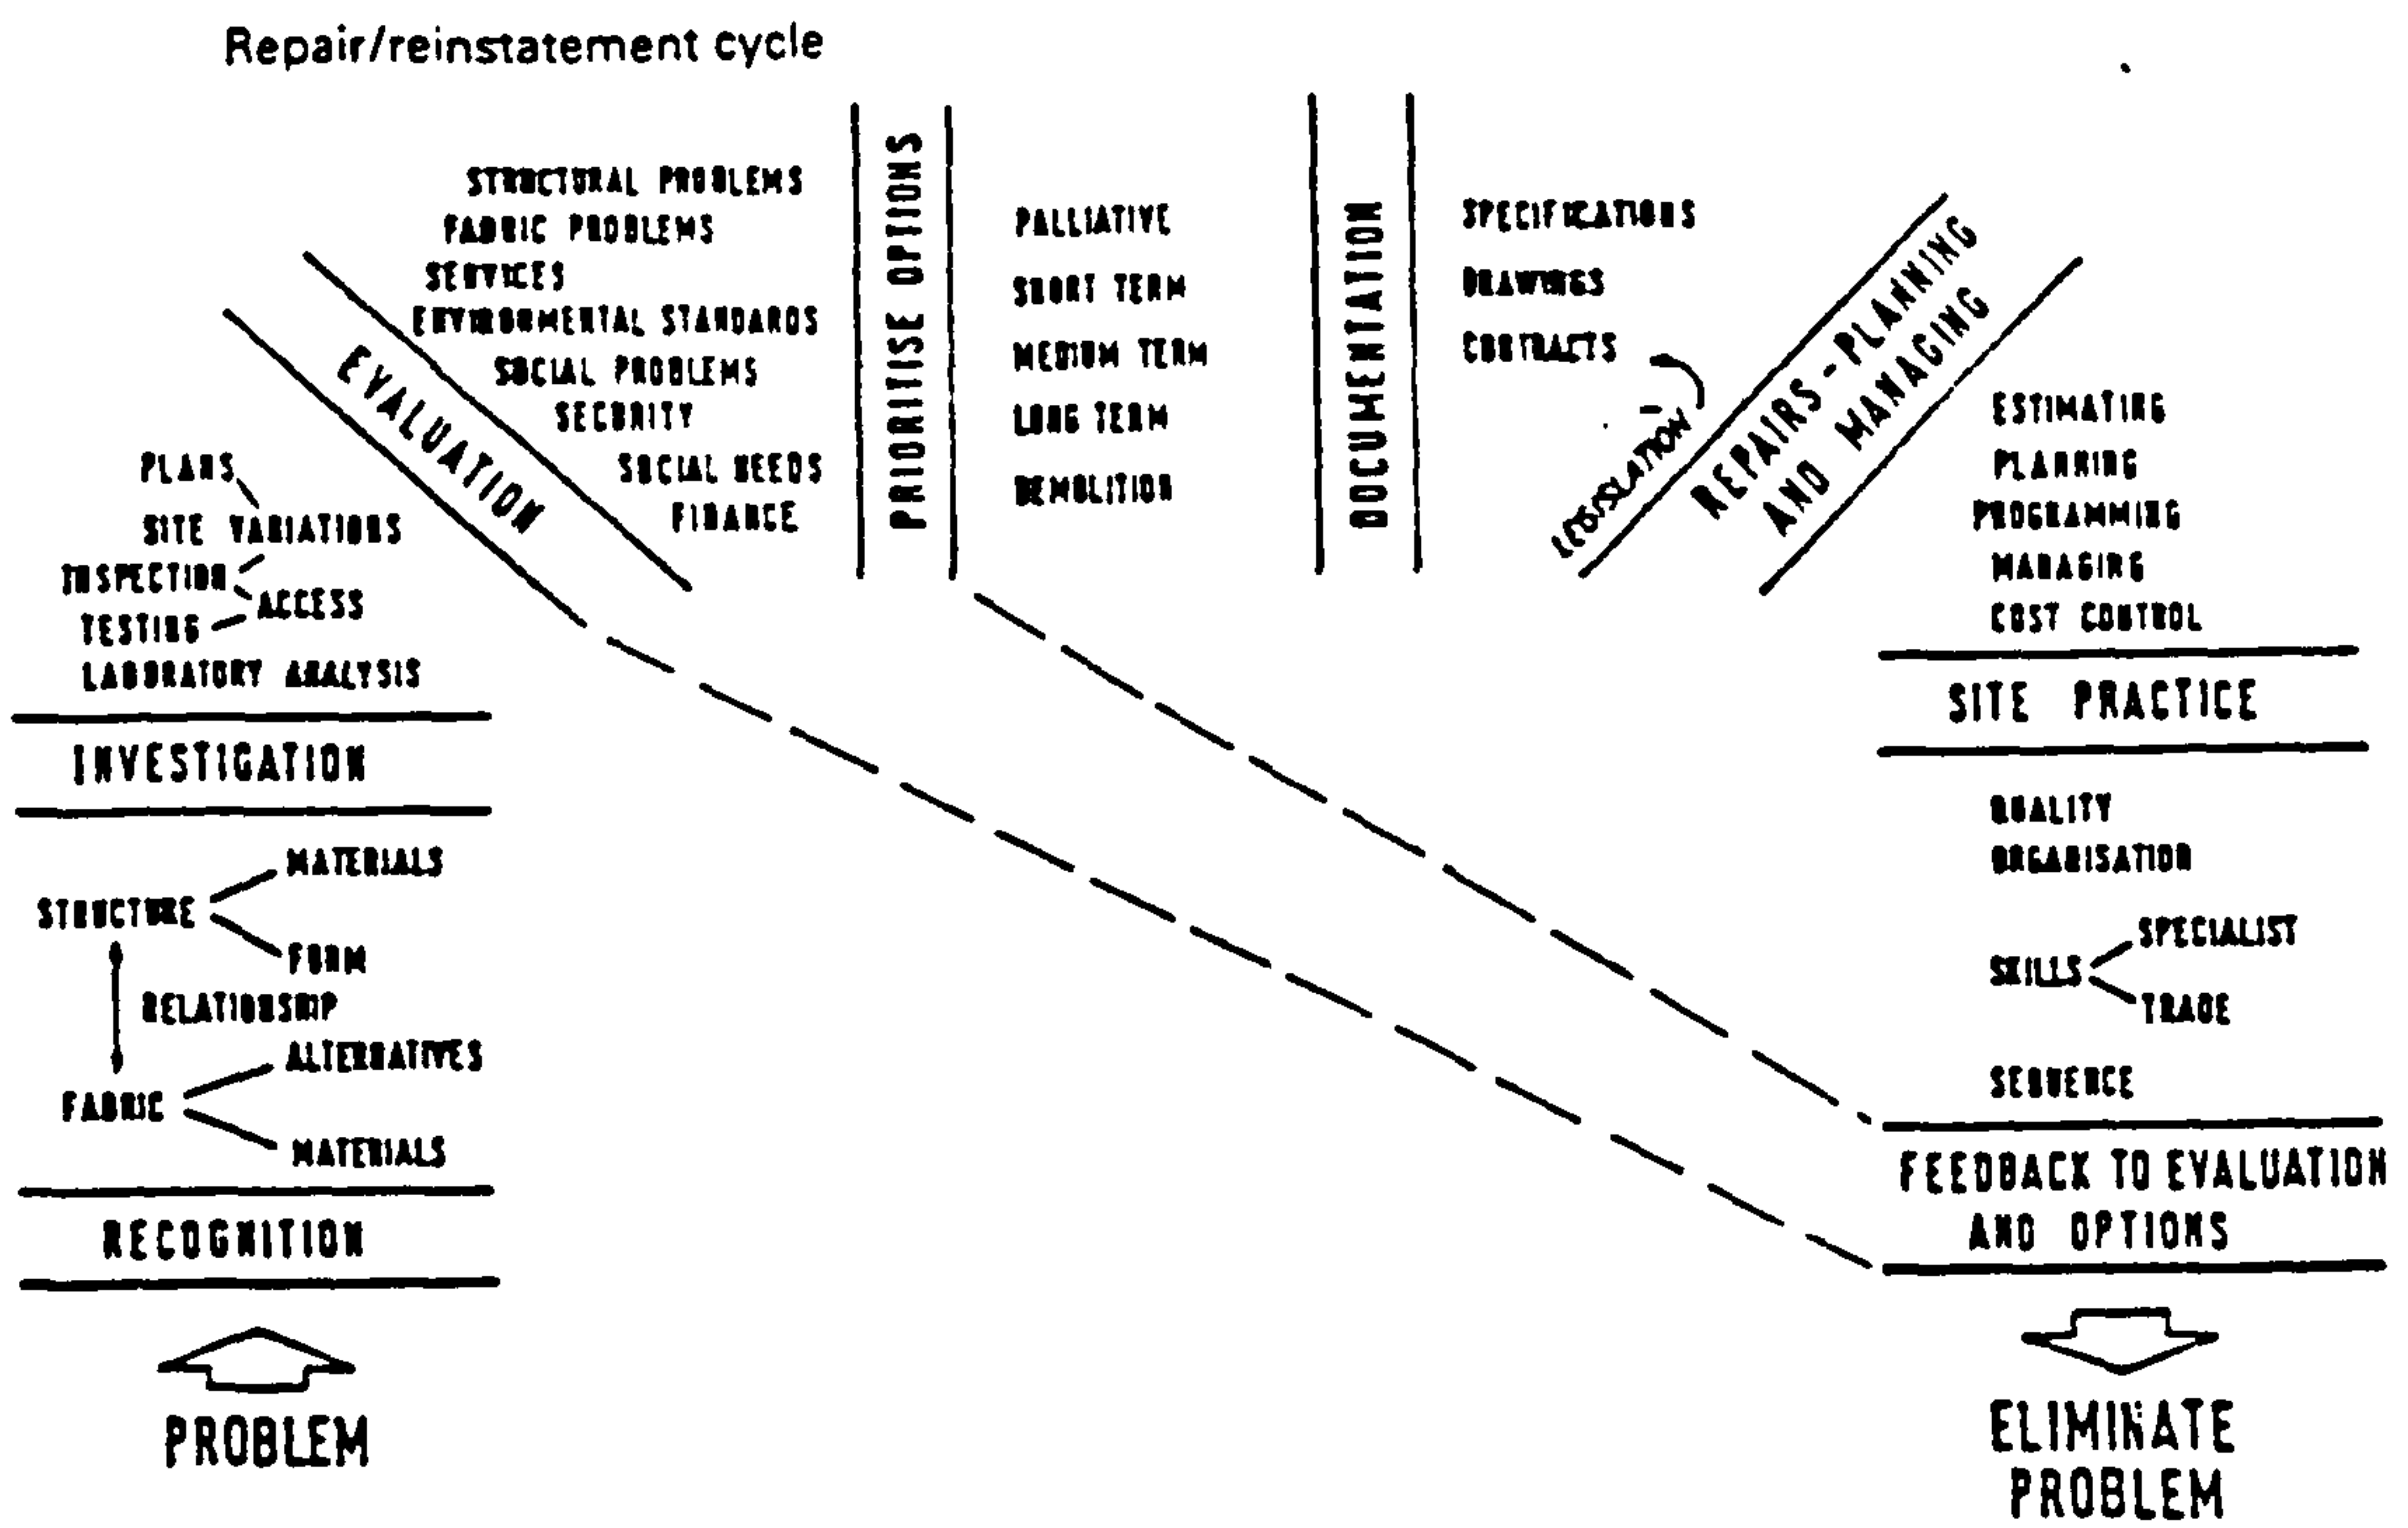 Repair/reinstatement cycle
STRUCTURAL PROBLEMS
FABRIC PROBLEMS
SERVICES
ENVIRONMENTAL STANDARDS
SOCIAL PROBLEMS
SECURITY
SOCIAL NEEDS
FINANCE
EVALUATION
PLANS
SITE VARIATIONS
INSPECTION
ACCESS
TESTING
LABORATORY ANALYSIS
INVESTIGATION
MATERIALS
STRUCTURE
FORM
RELATIONSHIP
ALTERNATIVES
FABRIC
MATERIALS
RECOGNITION
PROBLEM
PRIORITISE OPTIONS
PALLIATIVE
SHORT TERM
MEDIUM TERM
LONG TERM
DEMOLITION
DOCUMENTATION
SPECIFICATIONS
DRAWINGS
CONTRACTS
LEGISLATION
REPAIRS - PLANNING
AND MANAGING
ESTIMATING
PLANNING
PROGRAMMING
MANAGING
COST CONTROL
SITE PRACTICE
QUALITY
ORGANISATION
SPECIALIST
SKILLS
TRADE
SEQUENCE
FEEDBACK TO EVALUATION
AND OPTIONS
ELIMINATE
PROBLEM